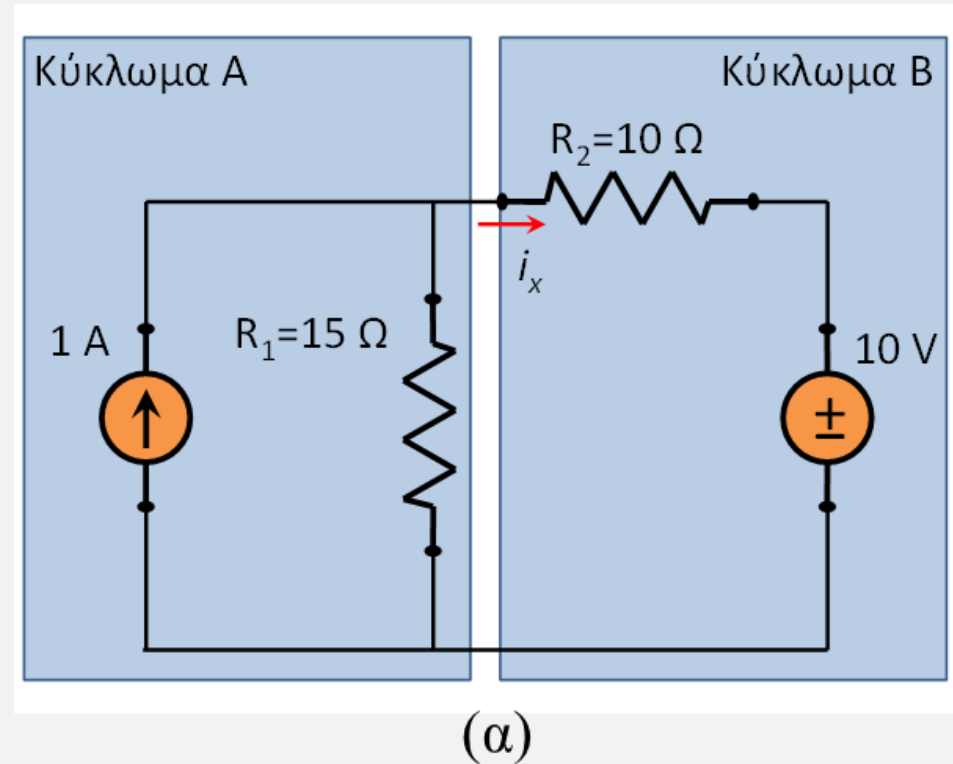 Κύκλωμα Α
Κύκλωμα Β
R₂=10 Ω
iₓ
1 A
R₁=15 Ω
10 V
±
(α)